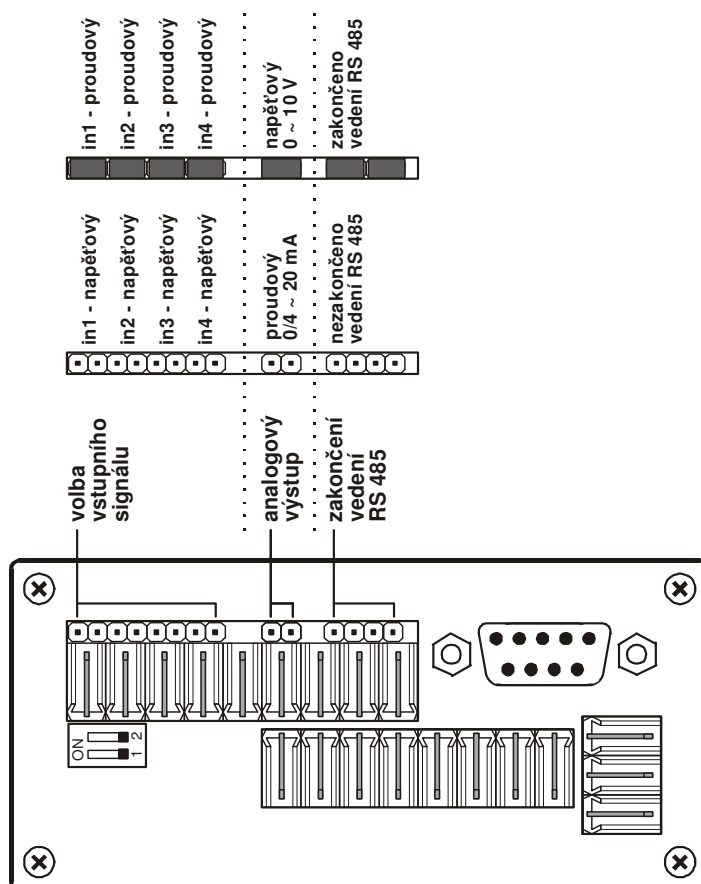 in1 - proudový
in2 - proudový
in3 - proudový
in4 - proudový
napěťový
0 ~ 10 V
zakončeno
vedení RS 485
in1 - napěťový
in2 - napěťový
in3 - napěťový
in4 - napěťový
proudový
0/4 ~ 20 mA
nezakončeno
vedení RS 485
volba
vstupního
signálu
analogový
výstup
zakončení
vedení
RS 485
ON
1 2